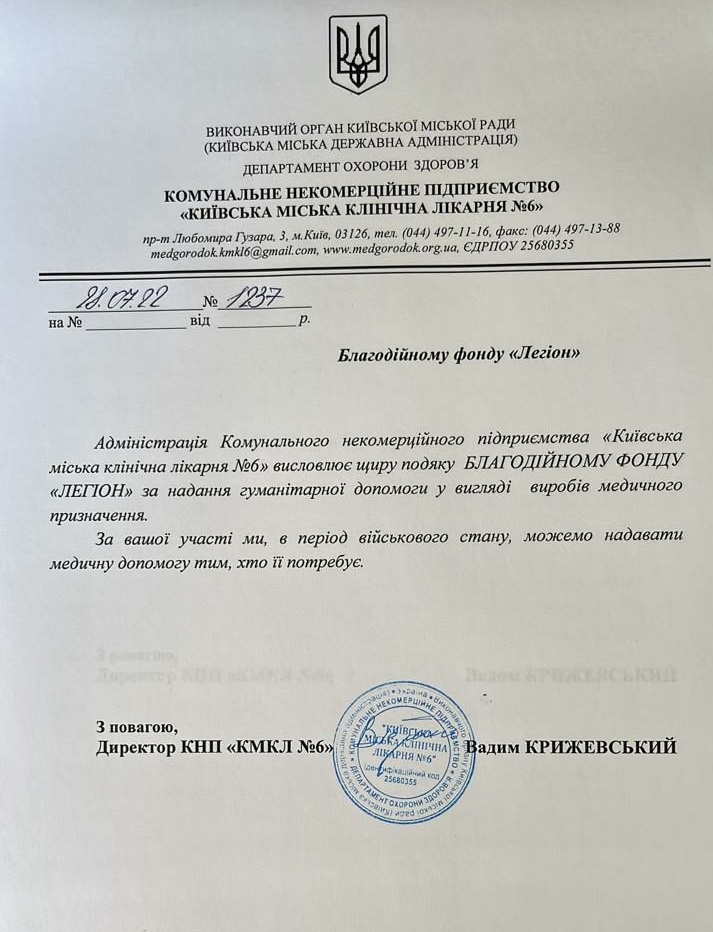 ВИКОНАВЧИЙ ОРГАН КИЇВСЬКОЇ МІСЬКОЇ РАДИ
(КИЇВСЬКА МІСЬКА ДЕРЖАВНА АДМІНІСТРАЦІЯ)
ДЕПАРТАМЕНТ ОХОРОНИ ЗДОРОВ’Я
КОМУНАЛЬНЕ НЕКОМЕРЦІЙНЕ ПІДПРИЄМСТВО
«КИЇВСЬКА МІСЬКА КЛІНІЧНА ЛІКАРНЯ №6»
пр-т Любомира Гузара, 3, м.Київ, 03126, тел. (044) 497-11-16, факс: (044) 497-13-88
medgorodok.kmkl6@gmail.com, www.medgorodok.org.ua, ЄДРПОУ 25680355
28.07.22 № 1237
на № ____________ від __________ р.
Благодійному фонду «Легіон»
Адміністрація Комунального некомерційного підприємства «Київська
міська клінічна лікарня №6» висловлює щиру подяку БЛАГОДІЙНОМУ ФОНДУ
«ЛЕГІОН» за надання гуманітарної допомоги у вигляді виробів медичного
призначення.
За вашої участі ми, в період військового стану, можемо надавати
медичну допомогу тим, хто її потребує.
З повагою,
Директор КНП «КМКЛ №6» Вадим КРИЖЕВСЬКИЙ
КОМУНАЛЬНЕ НЕКОМЕРЦІЙНЕ ПІДПРИЄМСТВО
"КИЇВСЬКА
МІСЬКА КЛІНІЧНА
ЛІКАРНЯ №6"
Ідентифікаційний код
25680355
ДЕПАРТАМЕНТ ОХОРОНИ ЗДОРОВ'Я